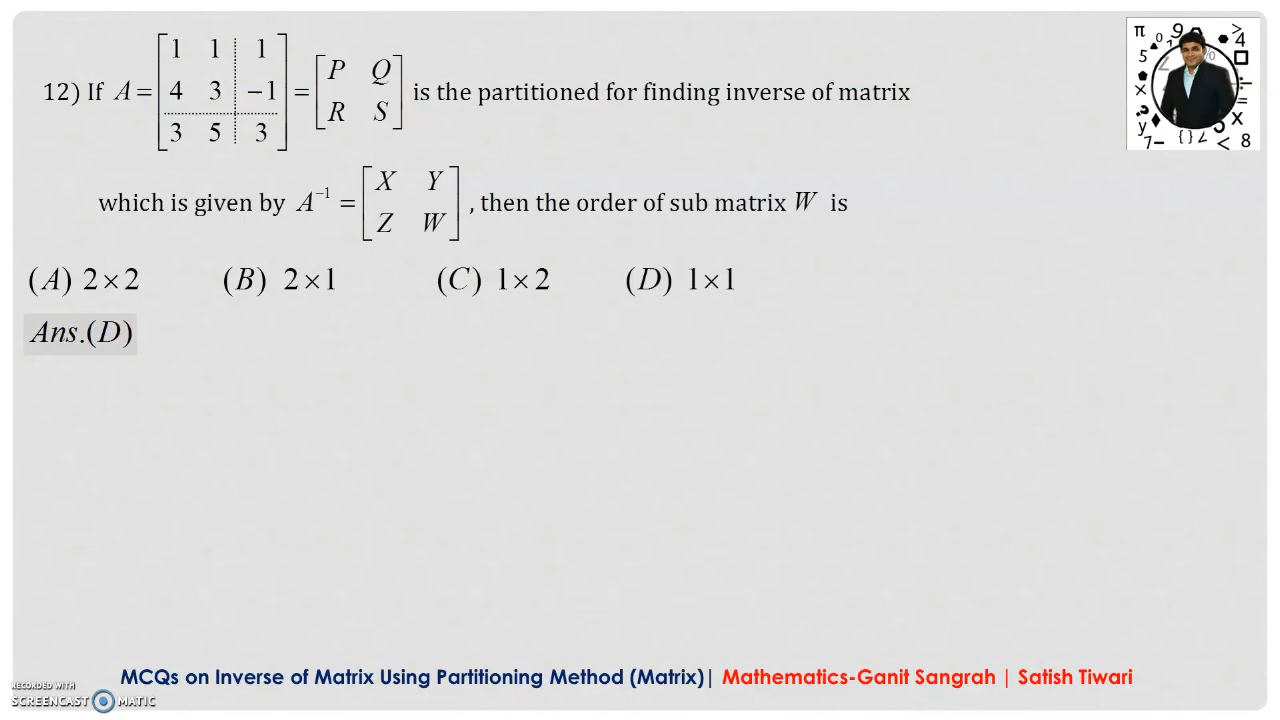 12) If A = [1 1 1; 4 3 −1; 3 5 3] = [P Q; R S] is the partitioned for finding inverse of matrix
which is given by A⁻¹ = [X Y; Z W] , then the order of sub matrix W is
(A) 2×2 (B) 2×1 (C) 1×2 (D) 1×1
Ans.(D)
MCQs on Inverse of Matrix Using Partitioning Method (Matrix)| Mathematics-Ganit Sangrah | Satish Tiwari
RECORDED WITH
SCREENCAST MATIC